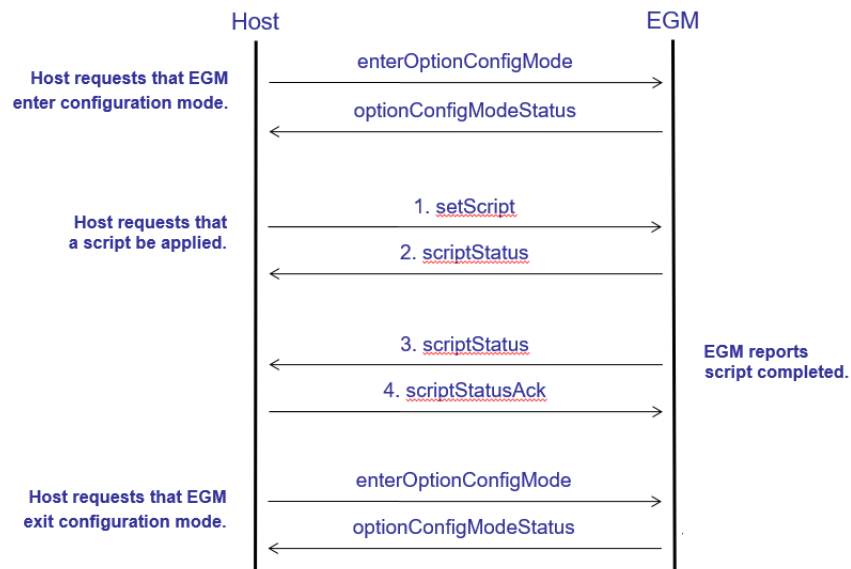 Host
EGM
enterOptionConfigMode
Host requests that EGM
enter configuration mode.
optionConfigModeStatus
1. setScript
Host requests that
a script be applied.
2. scriptStatus
3. scriptStatus
EGM reports
script completed.
4. scriptStatusAck
enterOptionConfigMode
Host requests that EGM
exit configuration mode.
optionConfigModeStatus